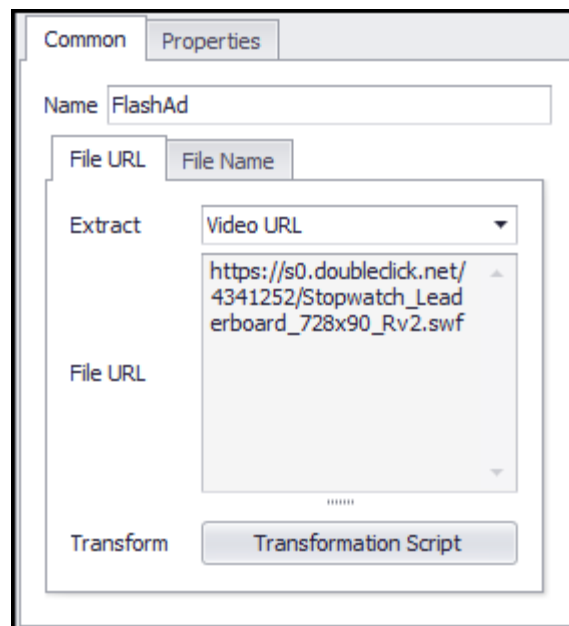 Common Properties
Name FlashAd
File URL File Name
Extract Video URL
https://s0.doubleclick.net/
4341252/Stopwatch_Lead
erboard_728x90_Rv2.swf
File URL
Transform Transformation Script